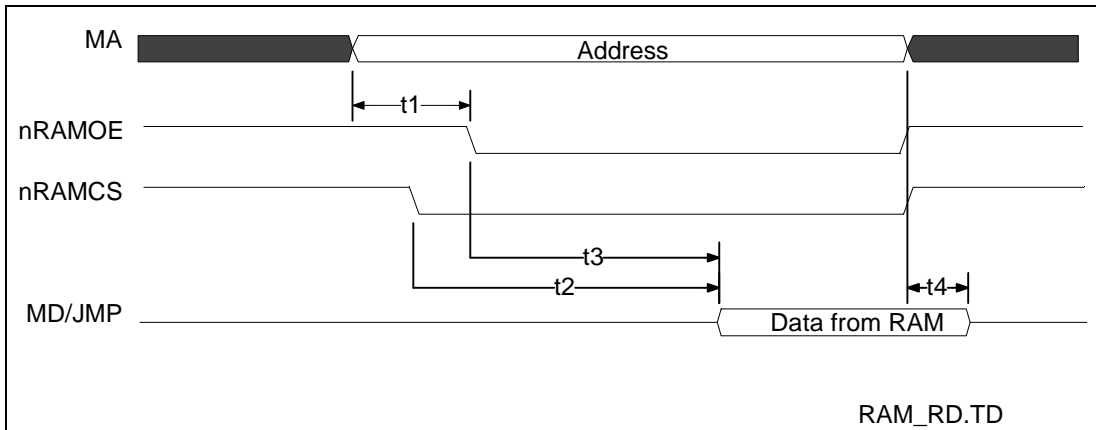 MA
Address
t1
nRAMOE
nRAMCS
t3
t2
t4
MD/JMP
Data from RAM
RAM_RD.TD